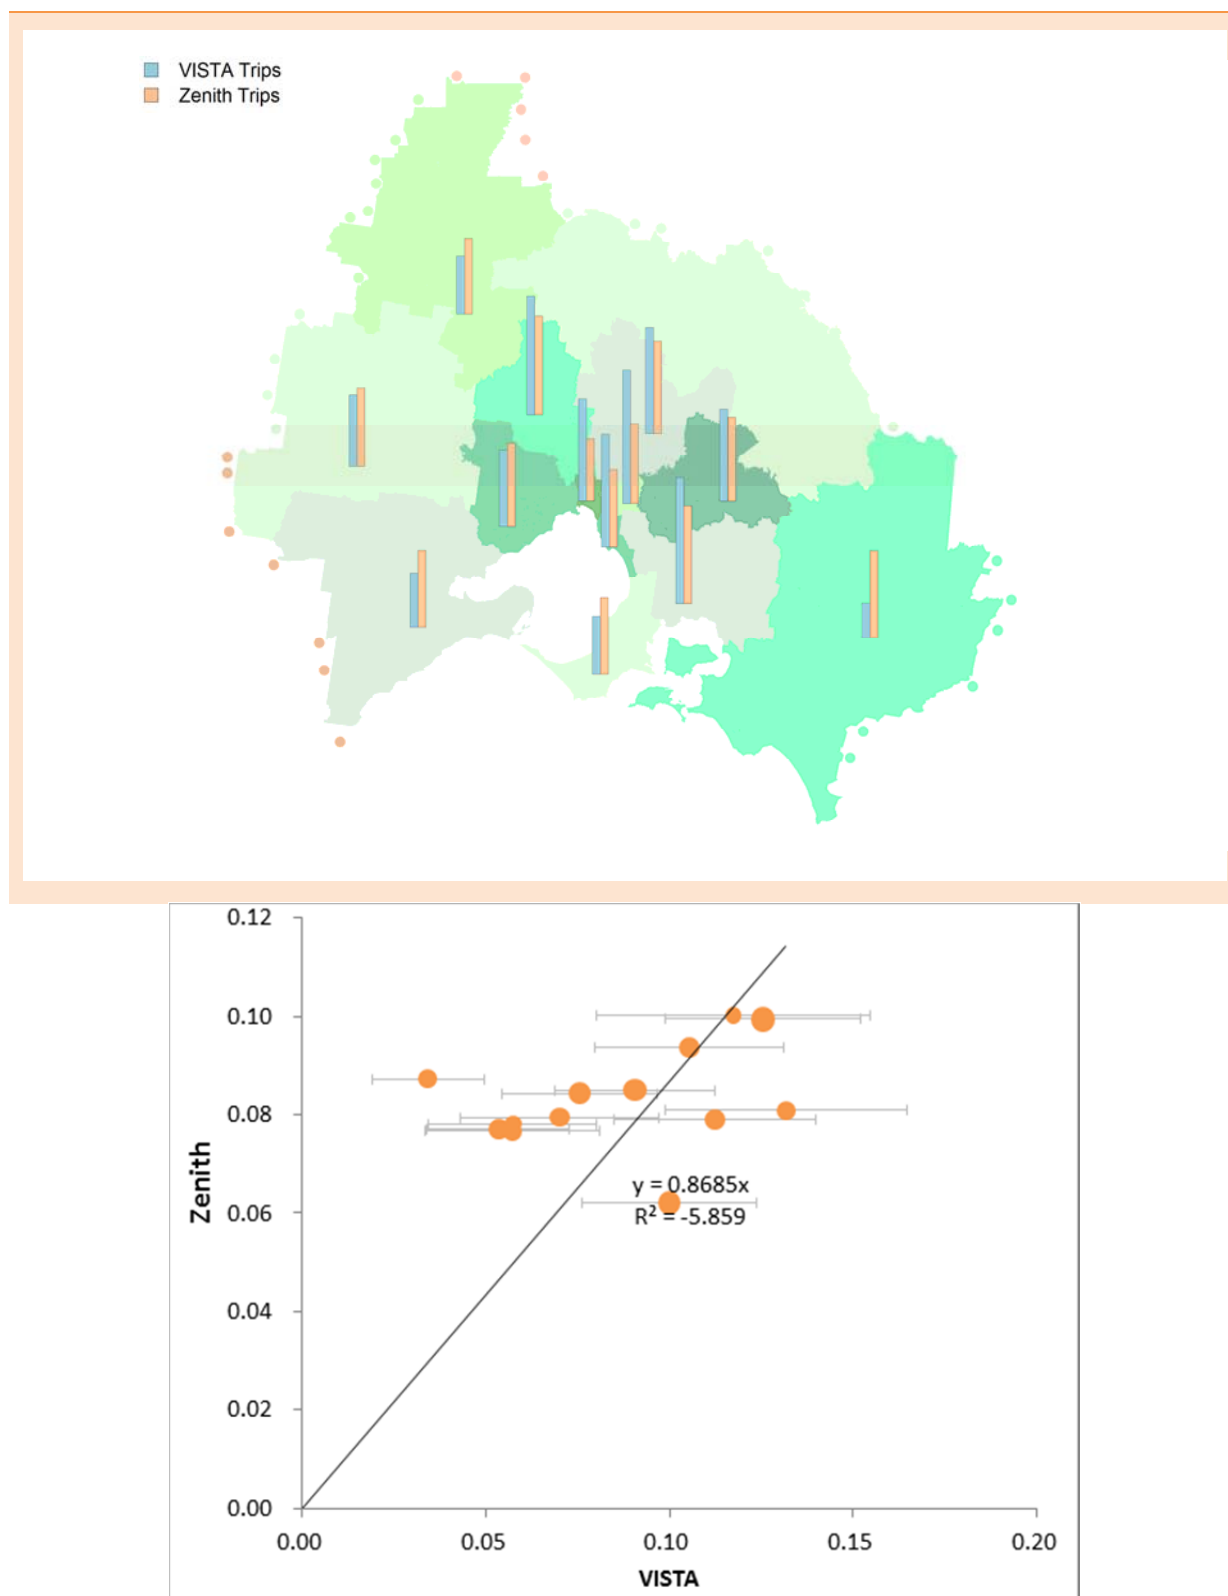 VISTA Trips
Zenith Trips
0.12
0.10
0.08
0.06
0.04
0.02
0.00
Zenith
y = 0.8685x
R² = -5.859
0.00 0.05 0.10 0.15 0.20
VISTA